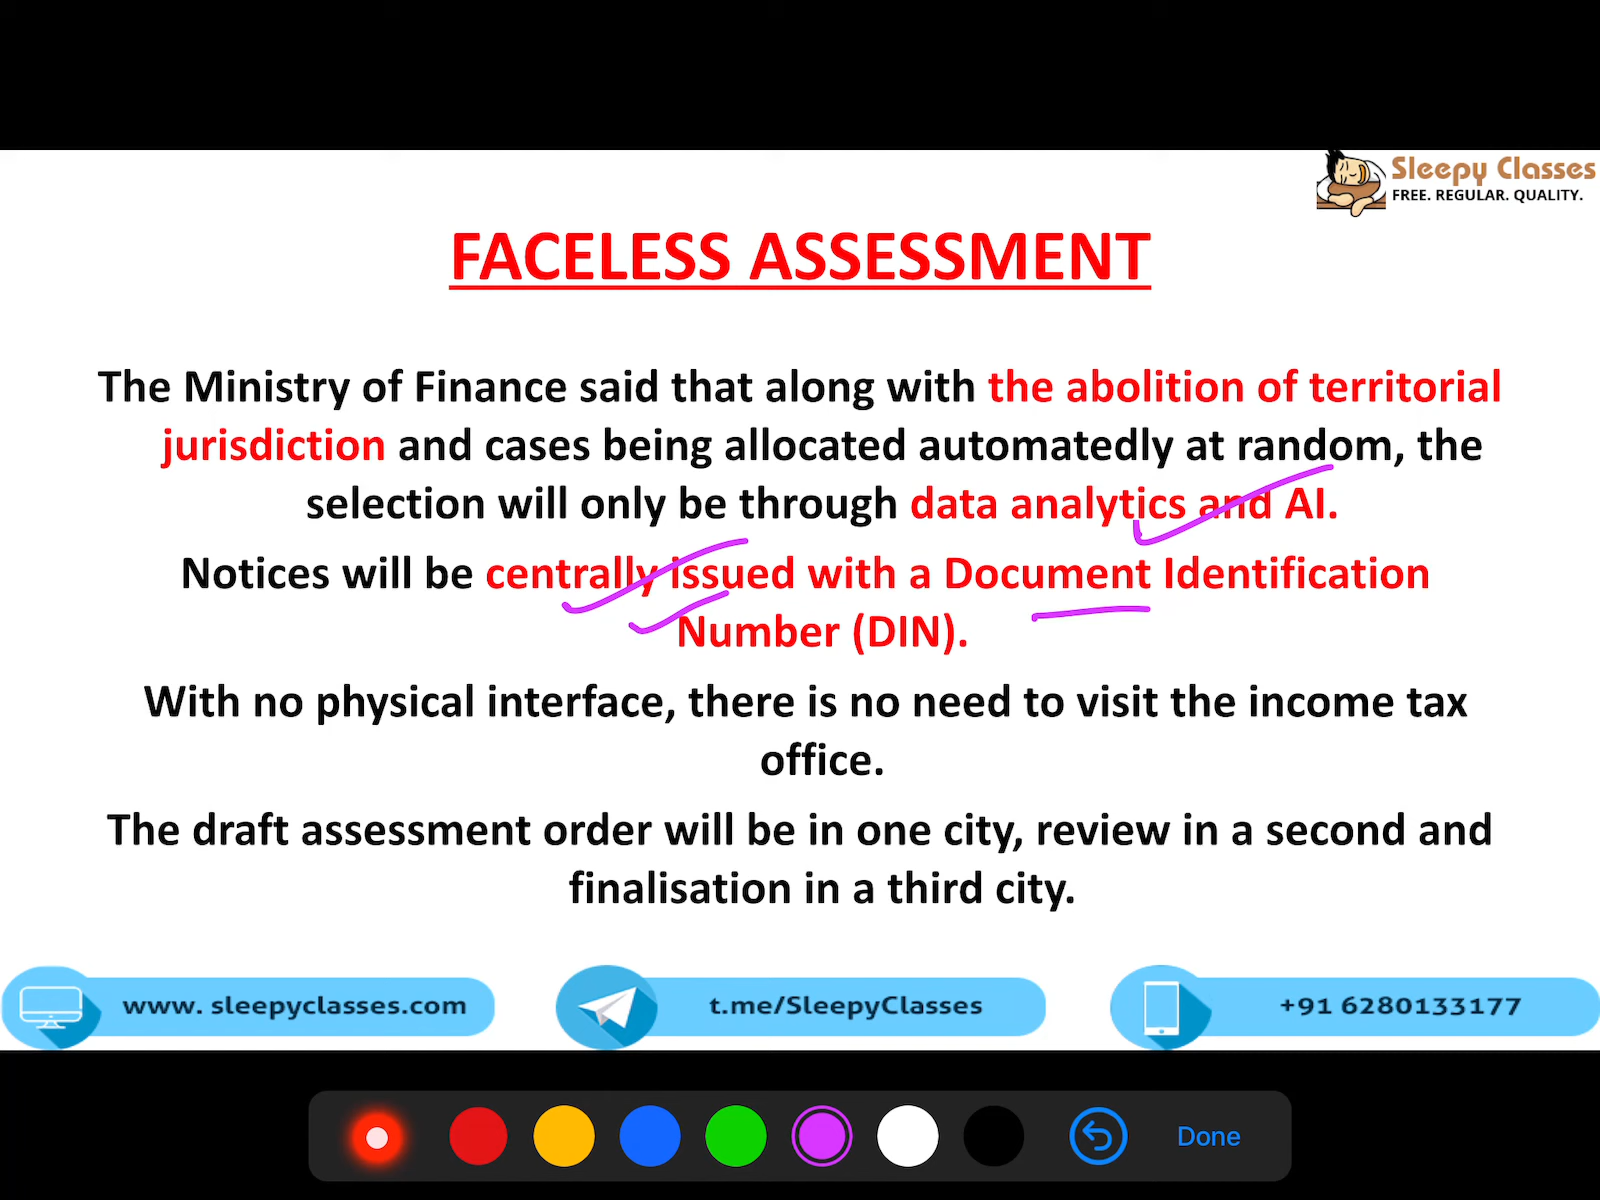 Sleepy Classes
FREE. REGULAR. QUALITY.
FACELESS ASSESSMENT
The Ministry of Finance said that along with the abolition of territorial
jurisdiction and cases being allocated automatedly at random, the
selection will only be through data analytics and AI.
Notices will be centrally issued with a Document Identification
Number (DIN).
With no physical interface, there is no need to visit the income tax
office.
The draft assessment order will be in one city, review in a second and
finalisation in a third city.
www. sleepyclasses.com
t.me/SleepyClasses
+91 6280133177
Done